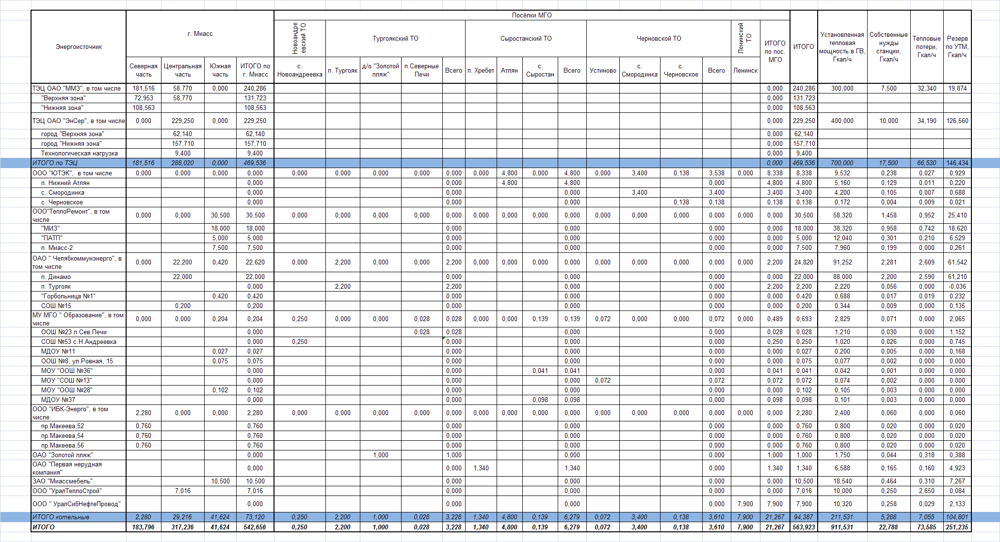 Посёлки МГО
Энергоисточник
г. Миасс
Новоандре
евский ТО
Тургоякский ТО
Сыростанский ТО
Черновской ТО
Ленинский
ТО
ИТОГО
по пос.
МГО
ИТОГО
Установленная
тепловая
мощность в ГВ,
Гкал/ч
Собственные
нужды
станции,
Гкал/ч
Тепловые
потери,
Гкал/ч
Резерв
по УТМ,
Гкал/ч
Северная
часть
Центральная
часть
Южная
часть
ИТОГО по
г. Миасс
с.
Новоандреевка
п. Тургояк
д/о "Золотой
пляж"
п.Северные
Печи
Всего
п. Хребет
Атлян
с.
Сыростан
Всего
Устиново
с.
Смородинка
с.
Черновское
Всего
Ленинск
ТЭЦ ОАО "ММЗ", в том числе 181,516 58,770 0,000 240,286 0,000 240,286 300,000 7,500 32,340 19,874
"Верхняя зона" 72,953 58,770 131,723 0,000 131,723
"Нижняя зона" 108,563 108,563 0,000 108,563
ТЭЦ ОАО "ЭнСер", в том числе 0,000 229,250 0,000 229,250 0,000 229,250 400,000 10,000 34,190 126,560
город "Верхняя зона" 62,140 62,140 0,000 62,140
город "Нижняя зона" 157,710 157,710 0,000 157,710
Технологическая нагрузка 9,400 9,400 0,000 9,400
ИТОГО по ТЭЦ 181,516 288,020 0,000 469,536 0,000 469,536 700,000 17,500 66,530 146,434
ООО "ЮТЭК", в том числе 0,000 0,000 0,000 0,000 0,000 0,000 0,000 0,000 0,000 0,000 4,800 0,000 4,800 0,000 3,400 0,138 3,538 0,000 8,338 8,338 9,532 0,238 0,027 0,929
п. Нижний Атлян 0,000 0,000 4,800 4,800 0,000 4,800 4,800 5,160 0,129 0,011 0,220
с. Смородинка 0,000 0,000 0,000 3,400 3,400 3,400 3,400 4,200 0,105 0,007 0,688
с. Черновское 0,000 0,000 0,000 0,138 0,138 0,138 0,138 0,172 0,004 0,009 0,021
ООО"ТеплоРемонт", в том
числе 0,000 0,000 30,500 30,500 0,000 0,000 0,000 0,000 0,000 0,000 0,000 0,000 0,000 0,000 0,000 0,000 0,000 0,000 0,000 30,500 58,320 1,458 0,952 25,410
"МИЗ" 18,000 18,000 0,000 0,000 0,000 0,000 18,000 38,320 0,958 0,742 18,620
"ПАТП" 5,000 5,000 0,000 0,000 0,000 0,000 5,000 12,040 0,301 0,210 6,529
п. Миасс-2 7,500 7,500 0,000 0,000 0,000 0,000 7,500 7,960 0,199 0,000 0,261
ОАО " Челябкоммунэнерго", в
том числе 0,000 22,200 0,420 22,620 0,000 2,200 0,000 0,000 2,200 0,000 0,000 0,000 0,000 0,000 0,000 0,000 0,000 0,000 2,200 24,820 91,252 2,281 2,609 61,542
п. Динамо 22,000 22,000 0,000 0,000 0,000 0,000 22,000 88,000 2,200 2,590 61,210
п. Тургояк 0,000 2,200 2,200 0,000 0,000 2,200 2,200 2,220 0,056 0,000 -0,036
"Горбольница №1" 0,420 0,420 0,000 0,000 0,000 0,000 0,420 0,688 0,017 0,019 0,232
СОШ №15 0,200 0,200 0,000 0,000 0,000 0,000 0,200 0,344 0,009 0,000 0,135
МУ МГО " Образование", в том
числе 0,000 0,000 0,204 0,204 0,250 0,000 0,000 0,028 0,028 0,000 0,000 0,139 0,139 0,072 0,000 0,000 0,072 0,000 0,489 0,693 2,829 0,071 0,000 2,065
ООШ №23 п.Сев.Печи 0,000 0,028 0,028 0,000 0,000 0,028 0,028 1,210 0,030 0,000 1,152
СОШ №53 с.Н.Андреевка 0,000 0,250 0,000 0,000 0,000 0,250 0,250 1,020 0,026 0,000 0,745
МДОУ №11 0,027 0,027 0,000 0,000 0,000 0,000 0,027 0,200 0,005 0,000 0,168
ООШ №8, ул.Ровная, 15 0,075 0,075 0,000 0,000 0,000 0,000 0,075 0,077 0,002 0,000 0,000
МОУ "ООШ №36" 0,000 0,000 0,041 0,041 0,000 0,041 0,041 0,042 0,001 0,000 0,000
МОУ "СОШ №13" 0,000 0,000 0,000 0,072 0,072 0,072 0,072 0,074 0,002 0,000 0,000
МОУ "ООШ №28" 0,102 0,102 0,000 0,000 0,000 0,000 0,102 0,105 0,003 0,000 0,000
МДОУ №37 0,000 0,000 0,098 0,098 0,000 0,098 0,098 0,101 0,003 0,000 0,000
ООО "ИБК-Энерго", в том
числе 2,280 0,000 0,000 2,280 0,000 0,000 0,000 0,000 0,000 0,000 0,000 0,000 0,000 0,000 0,000 0,000 0,000 0,000 0,000 2,280 2,400 0,060 0,000 0,060
пр.Макеева,52 0,760 0,760 0,000 0,000 0,000 0,000 0,760 0,800 0,020 0,000 0,020
пр.Макеева,54 0,760 0,760 0,000 0,000 0,000 0,000 0,760 0,800 0,020 0,000 0,020
пр.Макеева,56 0,760 0,760 0,000 0,000 0,000 0,000 0,760 0,800 0,020 0,000 0,020
ОАО "Золотой пляж" 0,000 1,000 1,000 0,000 0,000 1,000 1,000 1,750 0,044 0,318 0,388
ОАО "Первая нерудная
компания" 0,000 0,000 1,340 1,340 0,000 1,340 1,340 6,588 0,165 0,160 4,923
ЗАО "Миассмебель" 10,500 10,500 0,000 0,000 0,000 0,000 10,500 18,540 0,464 0,310 7,267
ООО "УралТеплоСтрой" 7,016 7,016 0,000 0,000 0,000 0,000 7,016 10,000 0,250 2,650 0,084
ООО " УралСибНефтеПровод" 0,000 0,000 0,000 0,000 7,900 7,900 7,900 10,320 0,258 0,029 2,133
ИТОГО котельные 2,280 29,216 41,624 73,120 0,250 2,200 1,000 0,028 3,228 1,340 4,800 0,139 6,279 0,072 3,400 0,138 3,610 7,900 21,267 94,387 211,531 5,288 7,055 104,801
ИТОГО 183,796 317,236 41,624 542,656 0,250 2,200 1,000 0,028 3,228 1,340 4,800 0,139 6,279 0,072 3,400 0,138 3,610 7,900 21,267 563,923 911,531 22,788 73,585 251,235